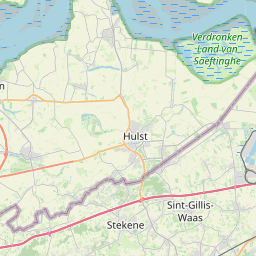 Verdronken
Land van
Saeftinghe
n
Hulst
Sint-Gillis-
Waas
Stekene